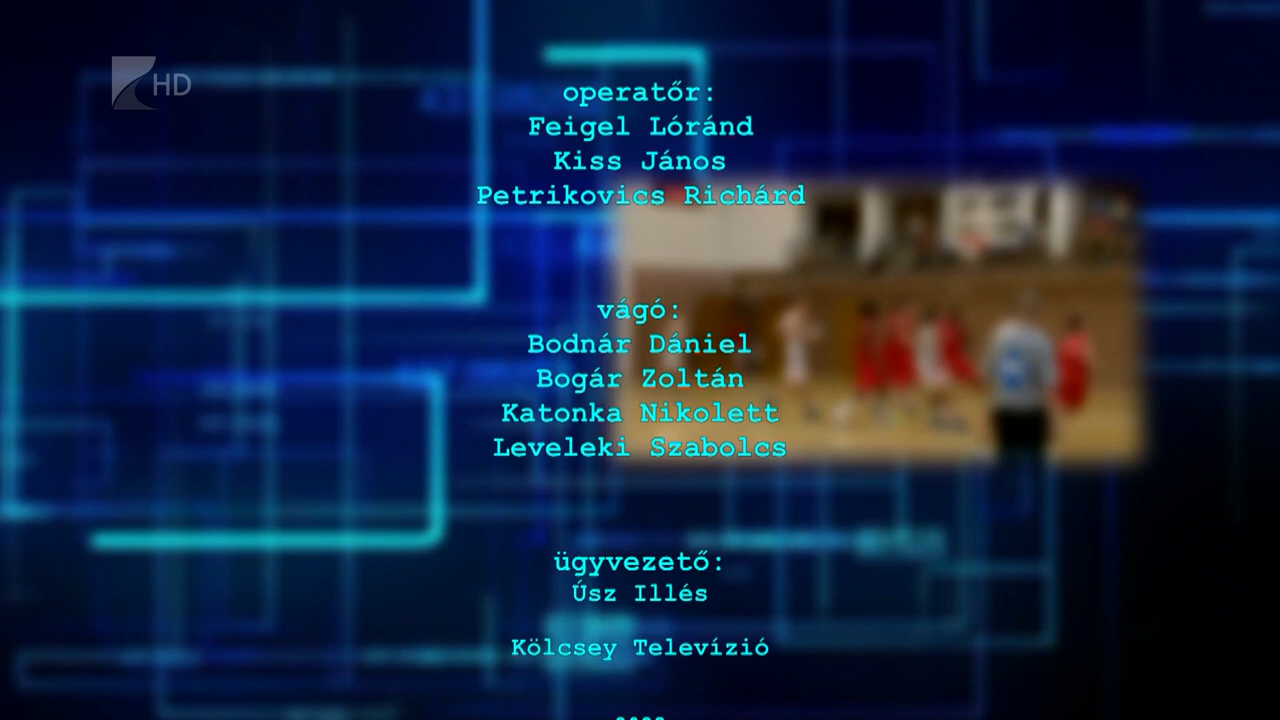 HD
operatőr:
Feigel Lóránd
Kiss János
Petrikovics Richárd
vágó:
Bodnár Dániel
Bogár Zoltán
Katonka Nikolett
Leveleki Szabolcs
ügyvezető:
Úsz Illés
Kölcsey Televízió